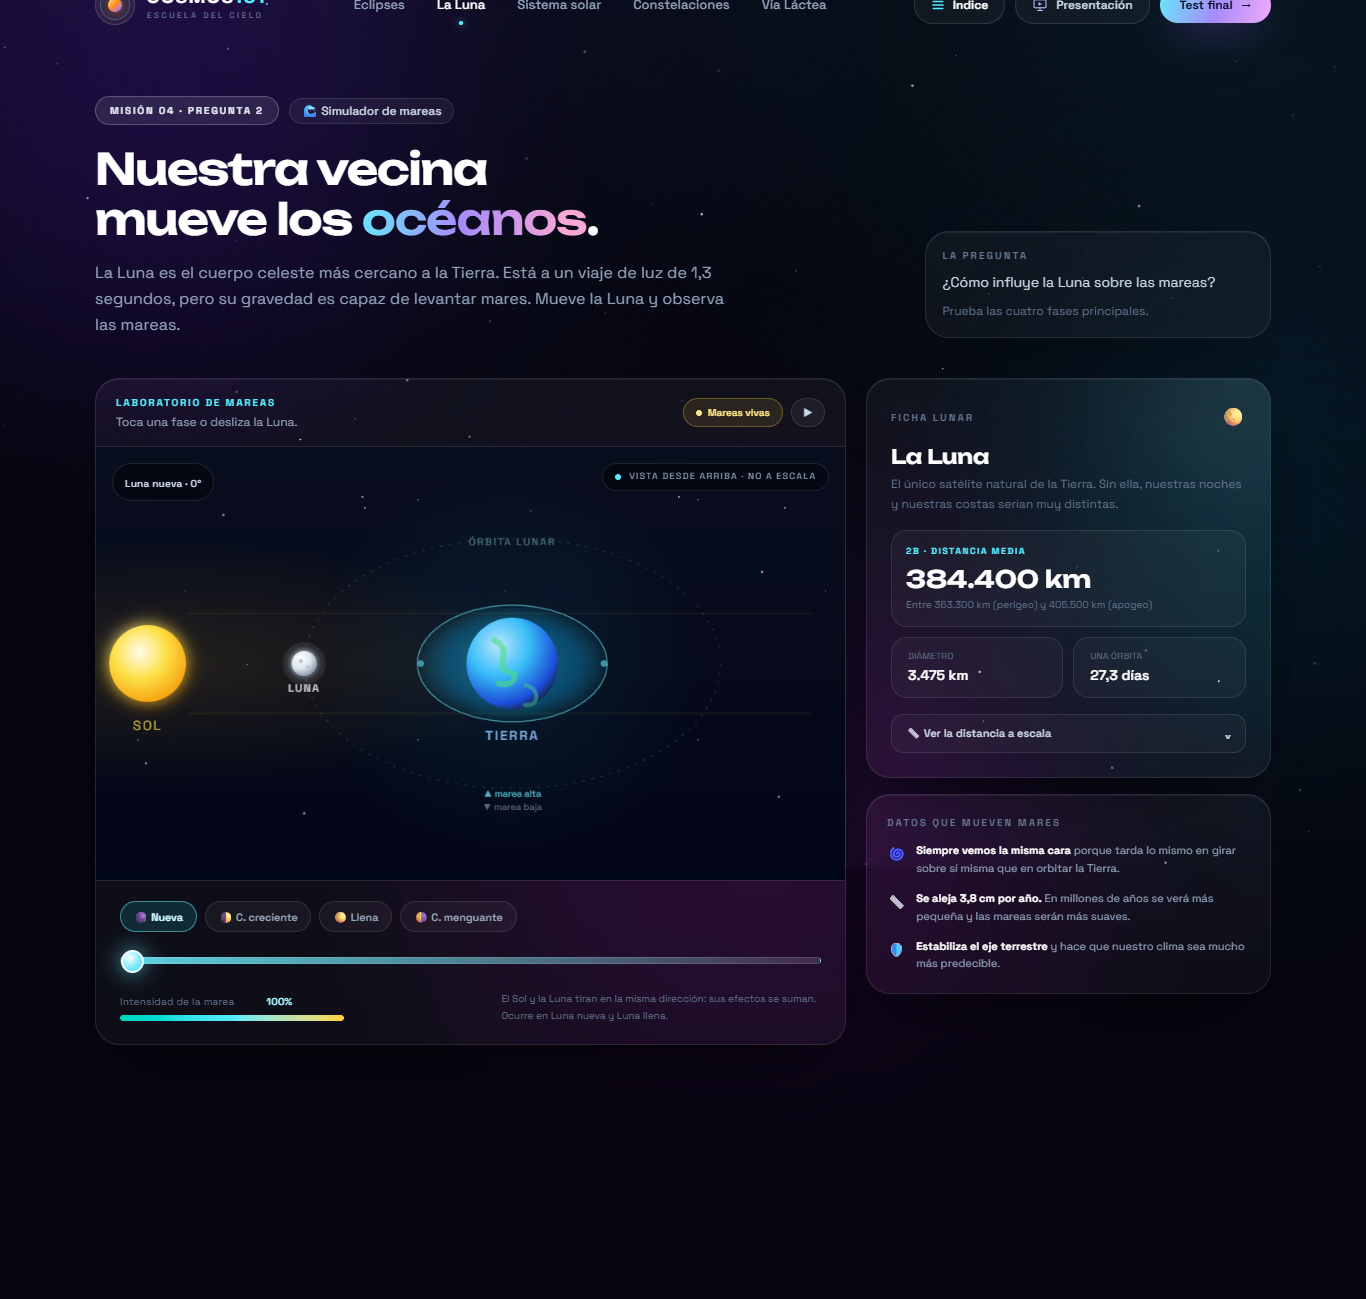 COSMOS101
ESCUELA DEL CIELO
Eclipses
La Luna
Sistema solar
Constelaciones
Vía Láctea
Índice
Presentación
Test final →
MISIÓN 04 · PREGUNTA 2
Simulador de mareas
Nuestra vecina
mueve los océanos.
La Luna es el cuerpo celeste más cercano a la Tierra. Está a un viaje de luz de 1,3
segundos, pero su gravedad es capaz de levantar mares. Mueve la Luna y observa
las mareas.
LA PREGUNTA
¿Cómo influye la Luna sobre las mareas?
Prueba las cuatro fases principales.
LABORATORIO DE MAREAS
Toca una fase o desliza la Luna.
Mareas vivas
Luna nueva · 0°
VISTA DESDE ARRIBA · NO A ESCALA
ÓRBITA LUNAR
SOL
LUNA
TIERRA
▲ marea alta
▼ marea baja
Nueva
C. creciente
Llena
C. menguante
Intensidad de la marea
100%
El Sol y la Luna tiran en la misma dirección: sus efectos se suman.
Ocurre en Luna nueva y Luna llena.
FICHA LUNAR
La Luna
El único satélite natural de la Tierra. Sin ella, nuestras noches
y nuestras costas serían muy distintas.
2B · DISTANCIA MEDIA
384.400 km
Entre 363.300 km (perigeo) y 405.500 km (apogeo)
DIÁMETRO
3.475 km
UNA ÓRBITA
27,3 días
Ver la distancia a escala
DATOS QUE MUEVEN MARES
Siempre vemos la misma cara porque tarda lo mismo en girar
sobre sí misma que en orbitar la Tierra.
Se aleja 3,8 cm por año. En millones de años se verá más
pequeña y las mareas serán más suaves.
Estabiliza el eje terrestre y hace que nuestro clima sea mucho
más predecible.